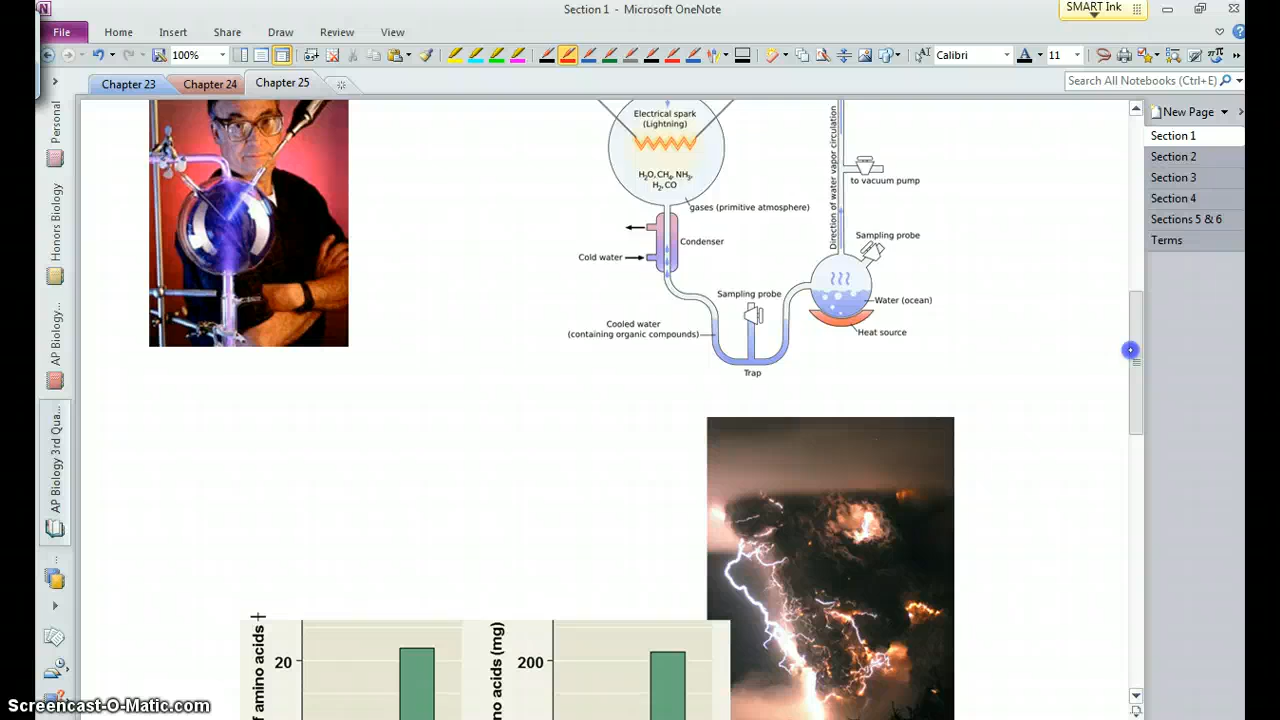 Section 1 - Microsoft OneNote
SMART Ink
File Home Insert Share Draw Review View
100%
Calibri
11
Chapter 23 Chapter 24 Chapter 25
Search All Notebooks (Ctrl+E)
Personal
Honors Biology
AP Biology...
AP Biology 3rd Qua...
New Page
Section 1
Section 2
Section 3
Section 4
Sections 5 & 6
Terms
Electrical spark
(Lightning)
H2O, CH4, NH3,
H2, CO
gases (primitive atmosphere)
Direction of water vapor circulation
to vacuum pump
Condenser
Cold water
Sampling probe
Sampling probe
Water (ocean)
Heat source
Cooled water
(containing organic compounds)
Trap
f amino acids
20
no acids (mg)
200
Screencast-O-Matic.com